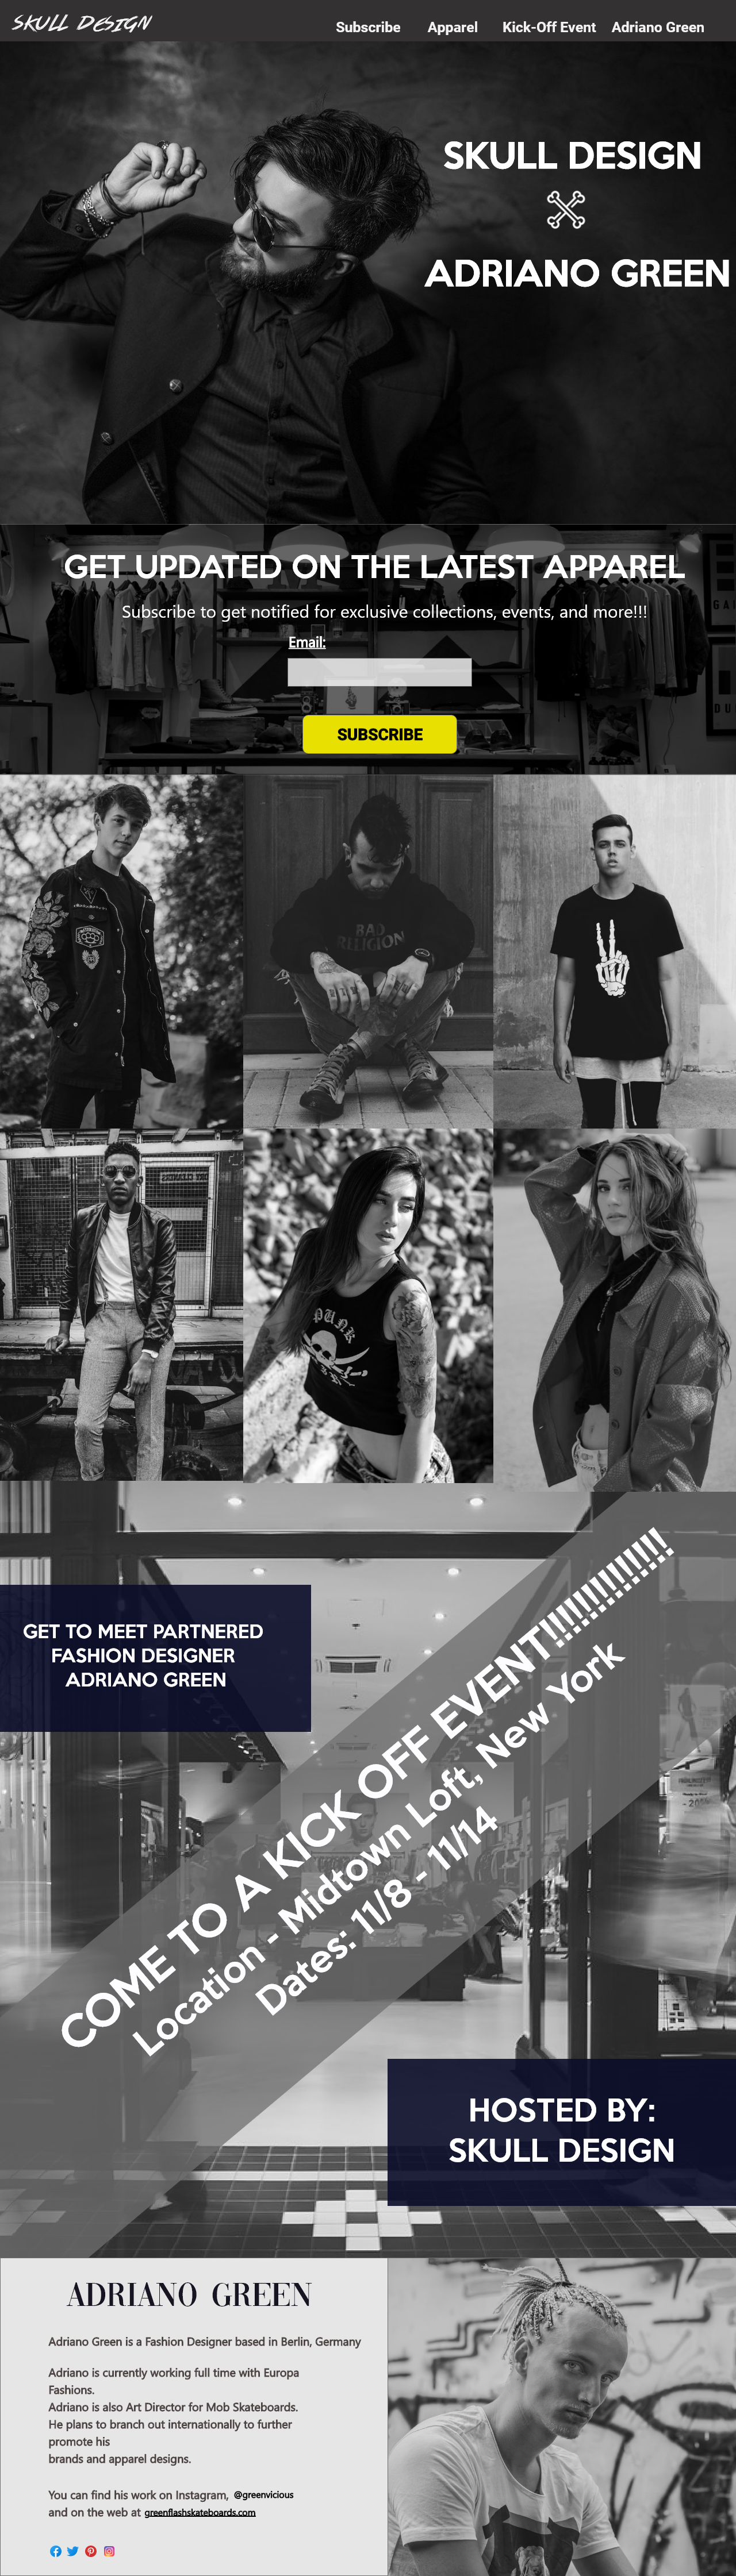 SKULL DESIGN
Subscribe Apparel Kick-Off Event Adriano Green
SKULL DESIGN
ADRIANO GREEN
GET UPDATED ON THE LATEST APPAREL
Subscribe to get notified for exclusive collections, events, and more!!!
Email:
SUBSCRIBE
BAD
RELIGION
PUNK
GET TO MEET PARTNERED
FASHION DESIGNER
ADRIANO GREEN
COME TO A KICK OFF EVENT!!!!!!!!!!!!!!!
Location - Midtown Loft, New York
Dates: 11/8 - 11/14
HOSTED BY:
SKULL DESIGN
ADRIANO GREEN
Adriano Green is a Fashion Designer based in Berlin, Germany
Adriano is currently working full time with Europa
Fashions.
Adriano is also Art Director for Mob Skateboards.
He plans to branch out internationally to further
promote his
brands and apparel designs.
You can find his work on Instagram, @greenvicious
and on the web at greenflashskateboards.com